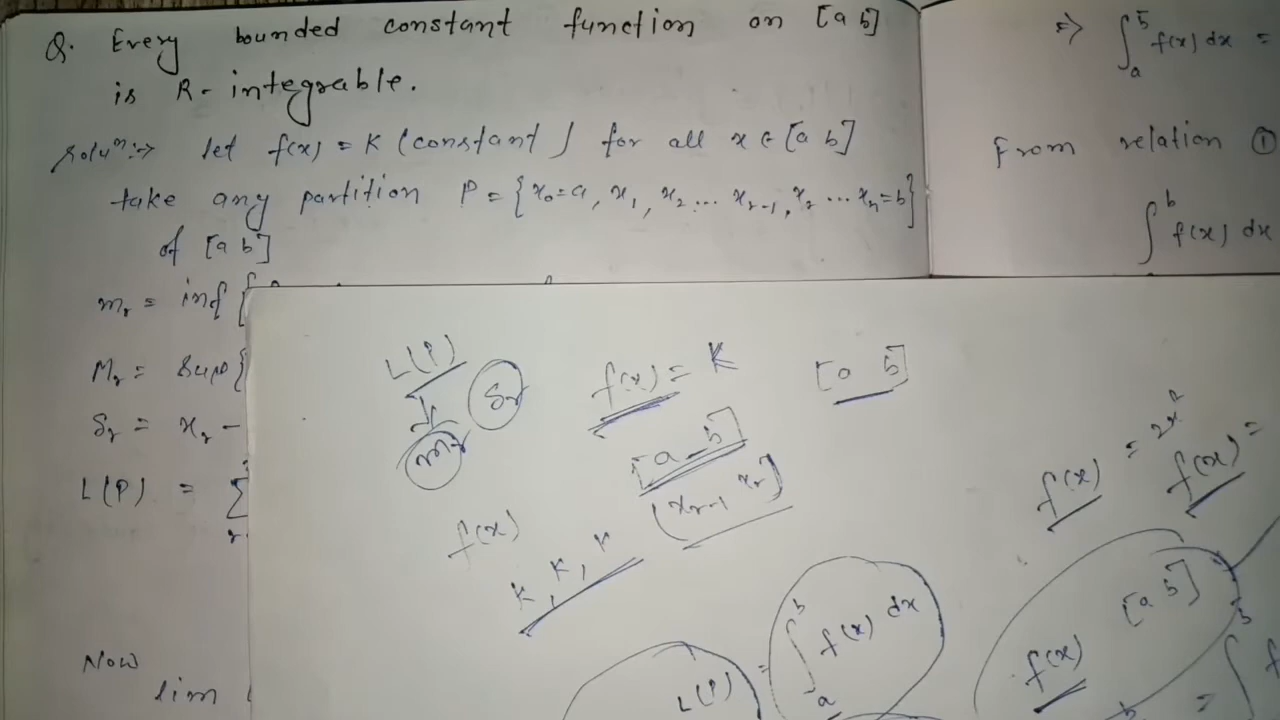 Q. Every bounded constant function on [a b]
is R-integrable.
Soluⁿ:→ let f(x) = K (constant) for all x ∈ [a b]
take any partition P = {x₀=a, x₁, x₂ ... xᵣ₋₁, xᵣ ... xₙ=b}
of [a b]
mᵣ = inf {
Mᵣ = Sup {
δᵣ = xᵣ -
L(P) = Σ
r
Now
lim
⇒ ∫ₐᵇ f(x) dx =
From relation ①
∫ᵇ f(x) dx
L(P)
δᵣ
mᵣ
f(x) = K
[a b]
[a b]
(xᵣ₋₁ xᵣ]
f(x)
K, K, K
f(x) = 2x²
f(x) =
L(P)
= ∫ₐᵇ f(x) dx
[a b]
f(x)
b
= ∫ᵇ f